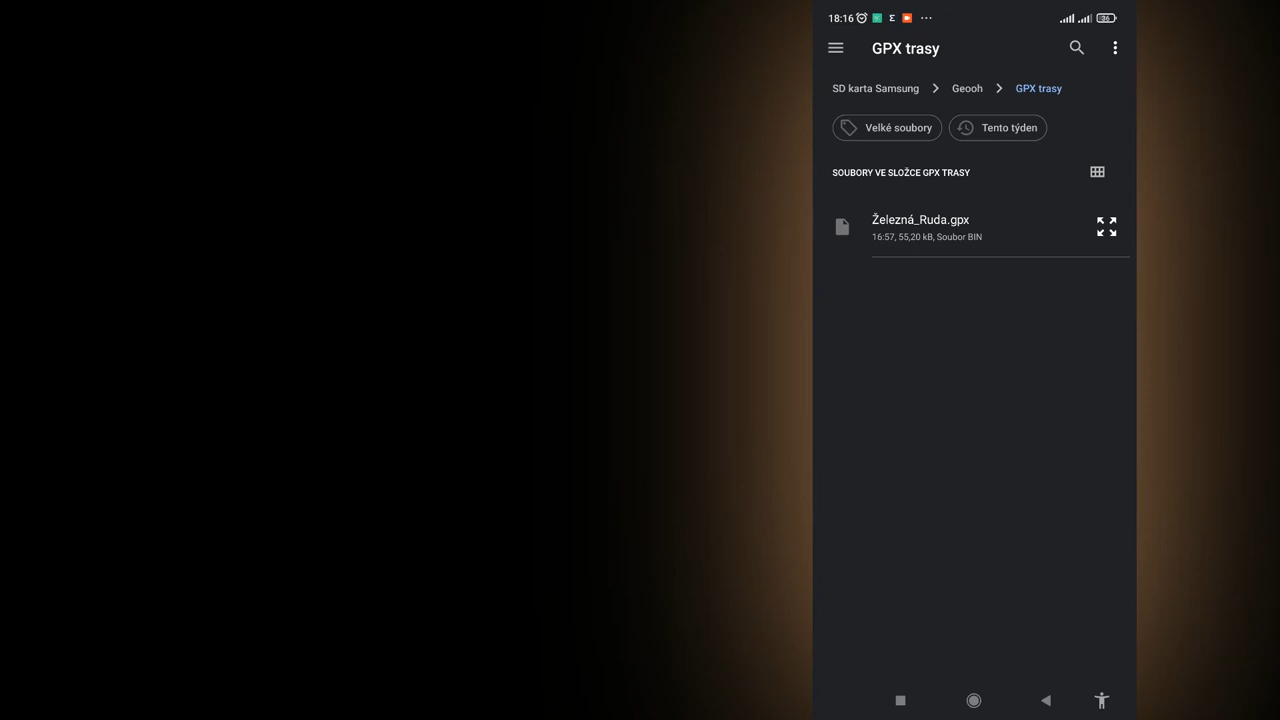 18:16 Σ ··· 36
GPX trasy
SD karta Samsung > Geooh > GPX trasy
Velké soubory Tento týden
SOUBORY VE SLOŽCE GPX TRASY
Železná_Ruda.gpx
16:57, 55,20 kB, Soubor BIN